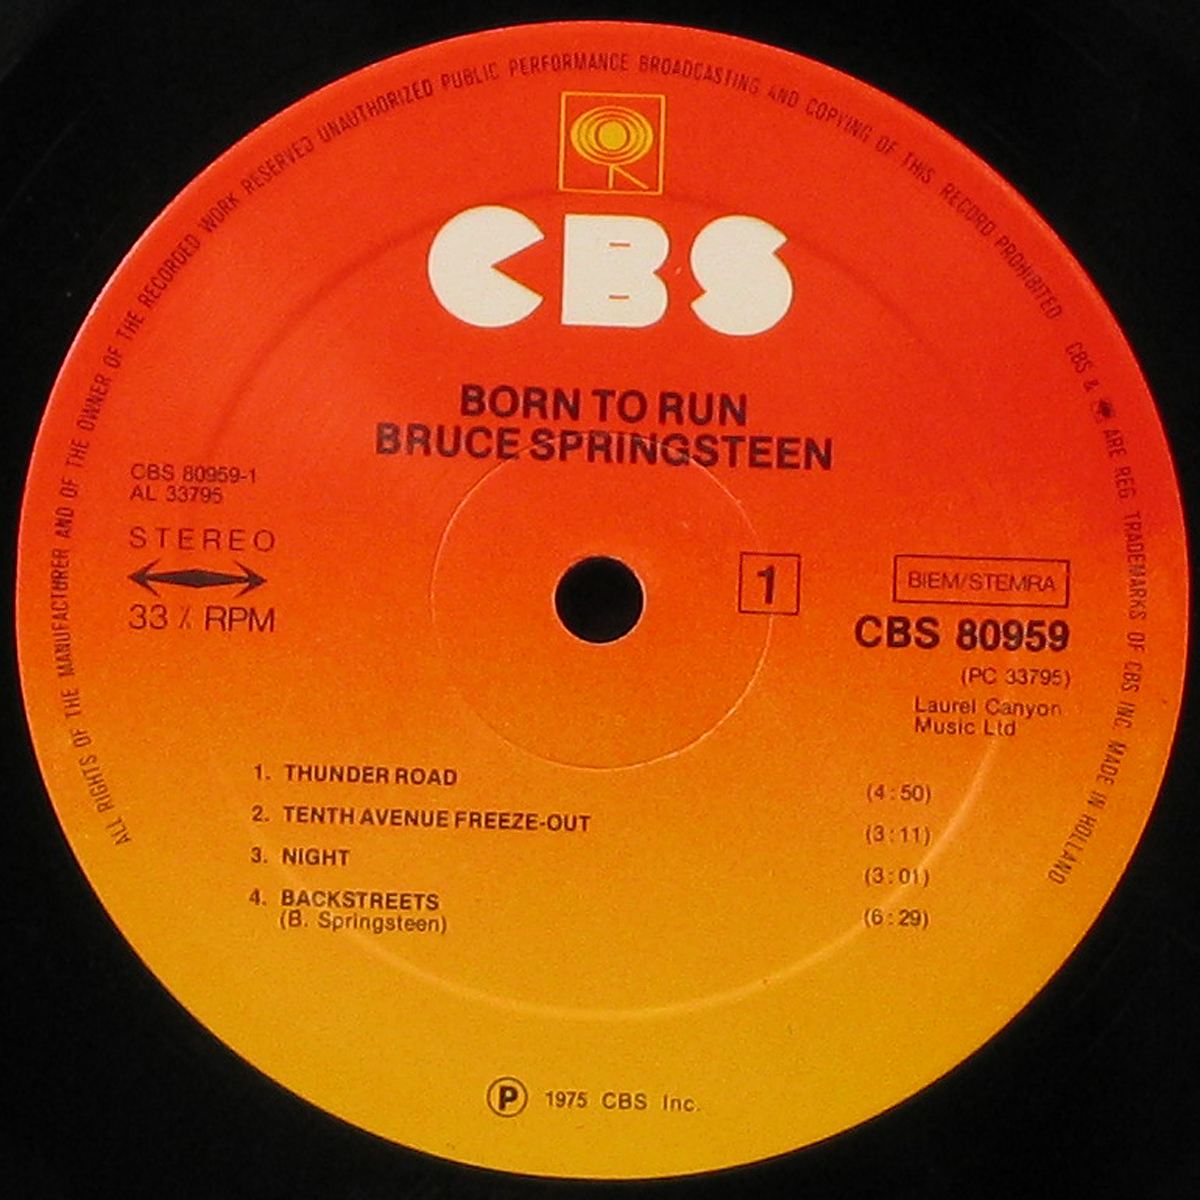 ALL RIGHTS OF THE MANUFACTURER AND OF THE OWNER OF THE RECORDED WORK RESERVED UNAUTHORIZED PUBLIC PERFORMANCE BROADCASTING AND COPYING OF THIS RECORD PROHIBITED CBS & ARE REG. TRADEMARKS OF CBS INC. MADE IN HOLLAND
CBS
BORN TO RUN
BRUCE SPRINGSTEEN
CBS 80959-1
AL 33795
STEREO
33 ⅓ RPM
1
BIEM/STEMRA
CBS 80959
(PC 33795)
Laurel Canyon
Music Ltd
1. THUNDER ROAD (4:50)
2. TENTH AVENUE FREEZE-OUT (3:11)
3. NIGHT (3:01)
4. BACKSTREETS (6:29)
(B. Springsteen)
Ⓟ 1975 CBS Inc.